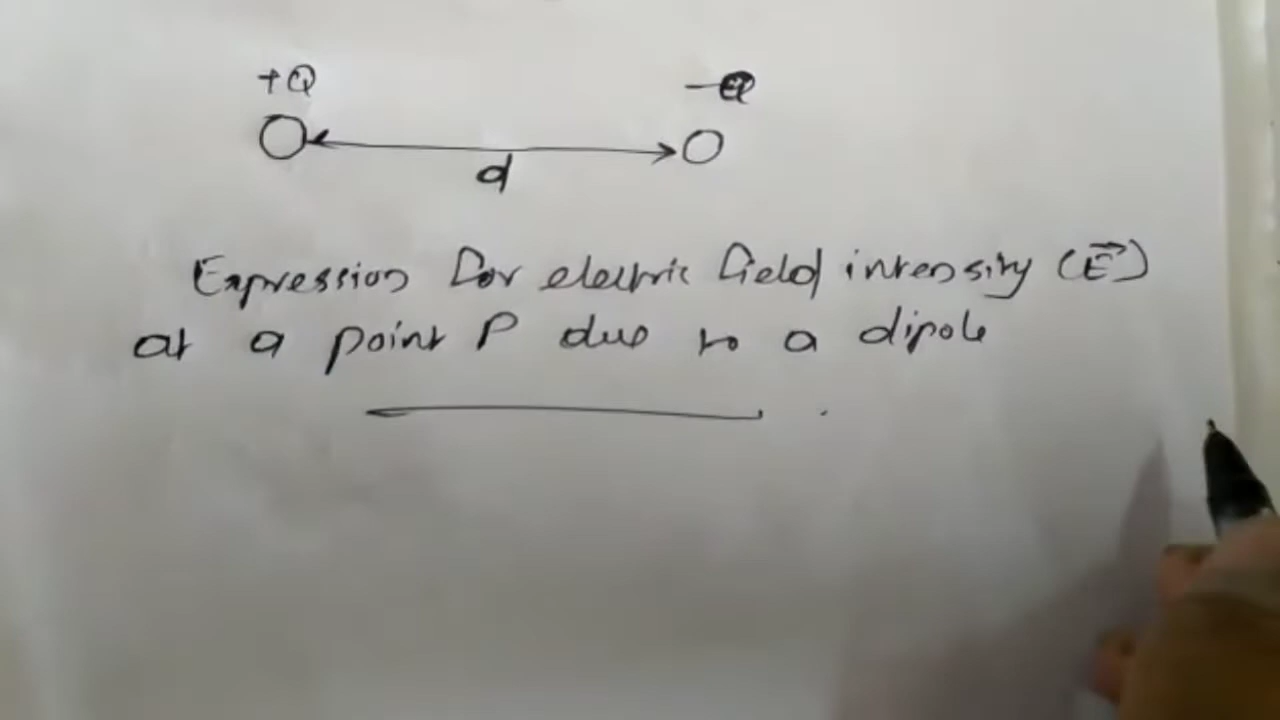 +Q -Q
d
Expression for electric field intensity (E⃗)
at a point P due to a dipole